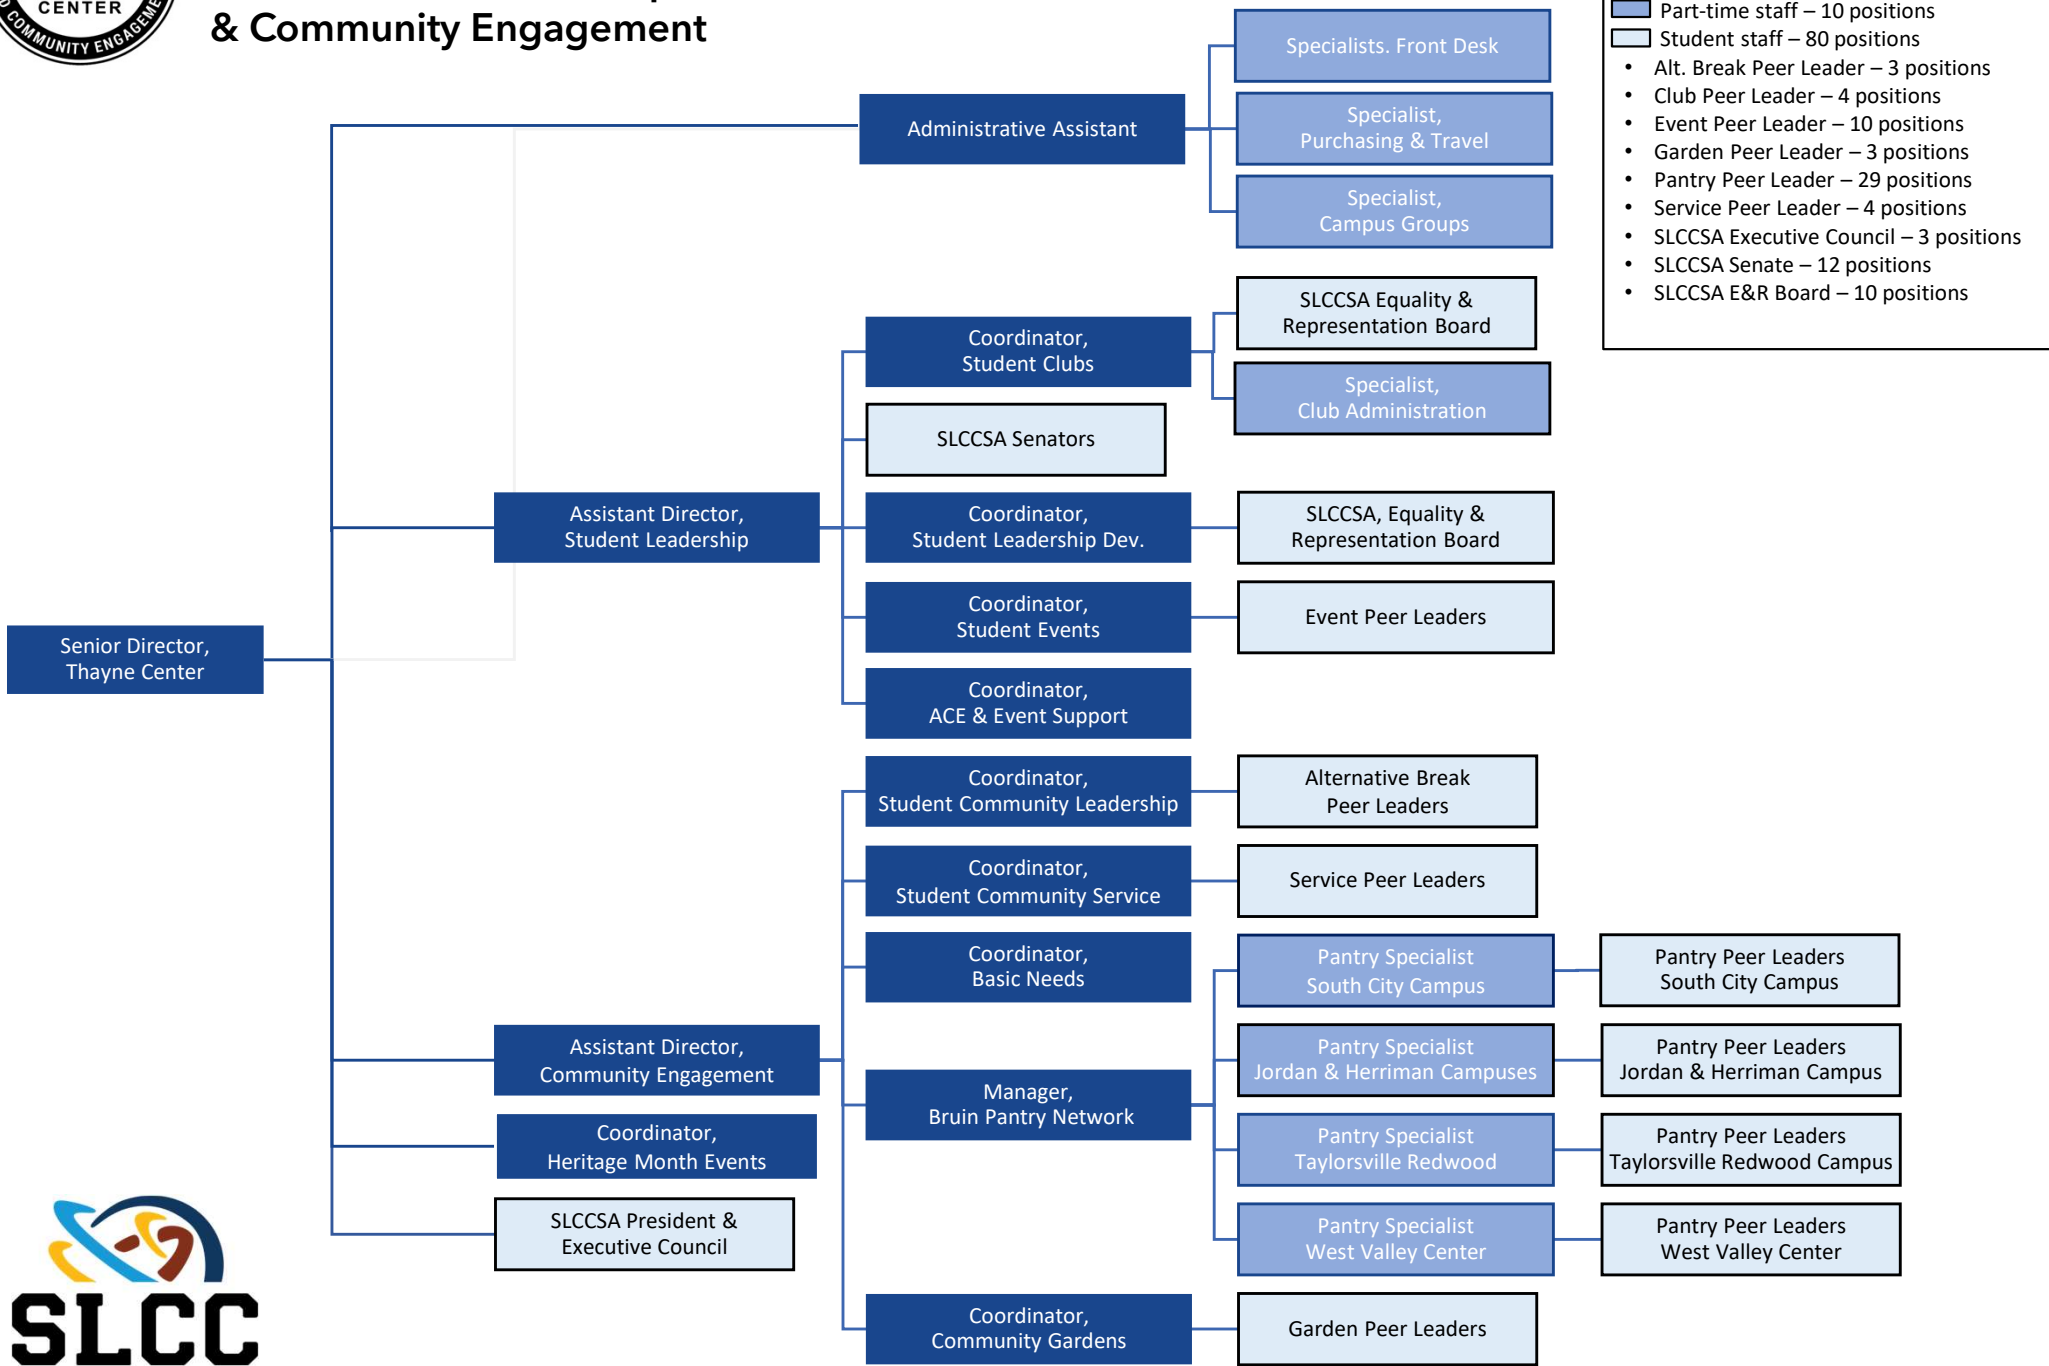 CENTER
COMMUNITY ENGAGEMENT
& Community Engagement
Part-time staff – 10 positions
Student staff – 80 positions
• Alt. Break Peer Leader – 3 positions
• Club Peer Leader – 4 positions
• Event Peer Leader – 10 positions
• Garden Peer Leader – 3 positions
• Pantry Peer Leader – 29 positions
• Service Peer Leader – 4 positions
• SLCCSA Executive Council – 3 positions
• SLCCSA Senate – 12 positions
• SLCCSA E&R Board – 10 positions
Senior Director,
Thayne Center
Administrative Assistant
Specialists. Front Desk
Specialist,
Purchasing & Travel
Specialist,
Campus Groups
Assistant Director,
Student Leadership
Coordinator,
Student Clubs
SLCCSA Equality &
Representation Board
Specialist,
Club Administration
SLCCSA Senators
Coordinator,
Student Leadership Dev.
SLCCSA, Equality &
Representation Board
Coordinator,
Student Events
Event Peer Leaders
Coordinator,
ACE & Event Support
Assistant Director,
Community Engagement
Coordinator,
Student Community Leadership
Alternative Break
Peer Leaders
Coordinator,
Student Community Service
Service Peer Leaders
Coordinator,
Basic Needs
Manager,
Bruin Pantry Network
Pantry Specialist
South City Campus
Pantry Peer Leaders
South City Campus
Pantry Specialist
Jordan & Herriman Campuses
Pantry Peer Leaders
Jordan & Herriman Campus
Pantry Specialist
Taylorsville Redwood
Pantry Peer Leaders
Taylorsville Redwood Campus
Pantry Specialist
West Valley Center
Pantry Peer Leaders
West Valley Center
Coordinator,
Community Gardens
Garden Peer Leaders
Coordinator,
Heritage Month Events
SLCCSA President &
Executive Council
SLCC